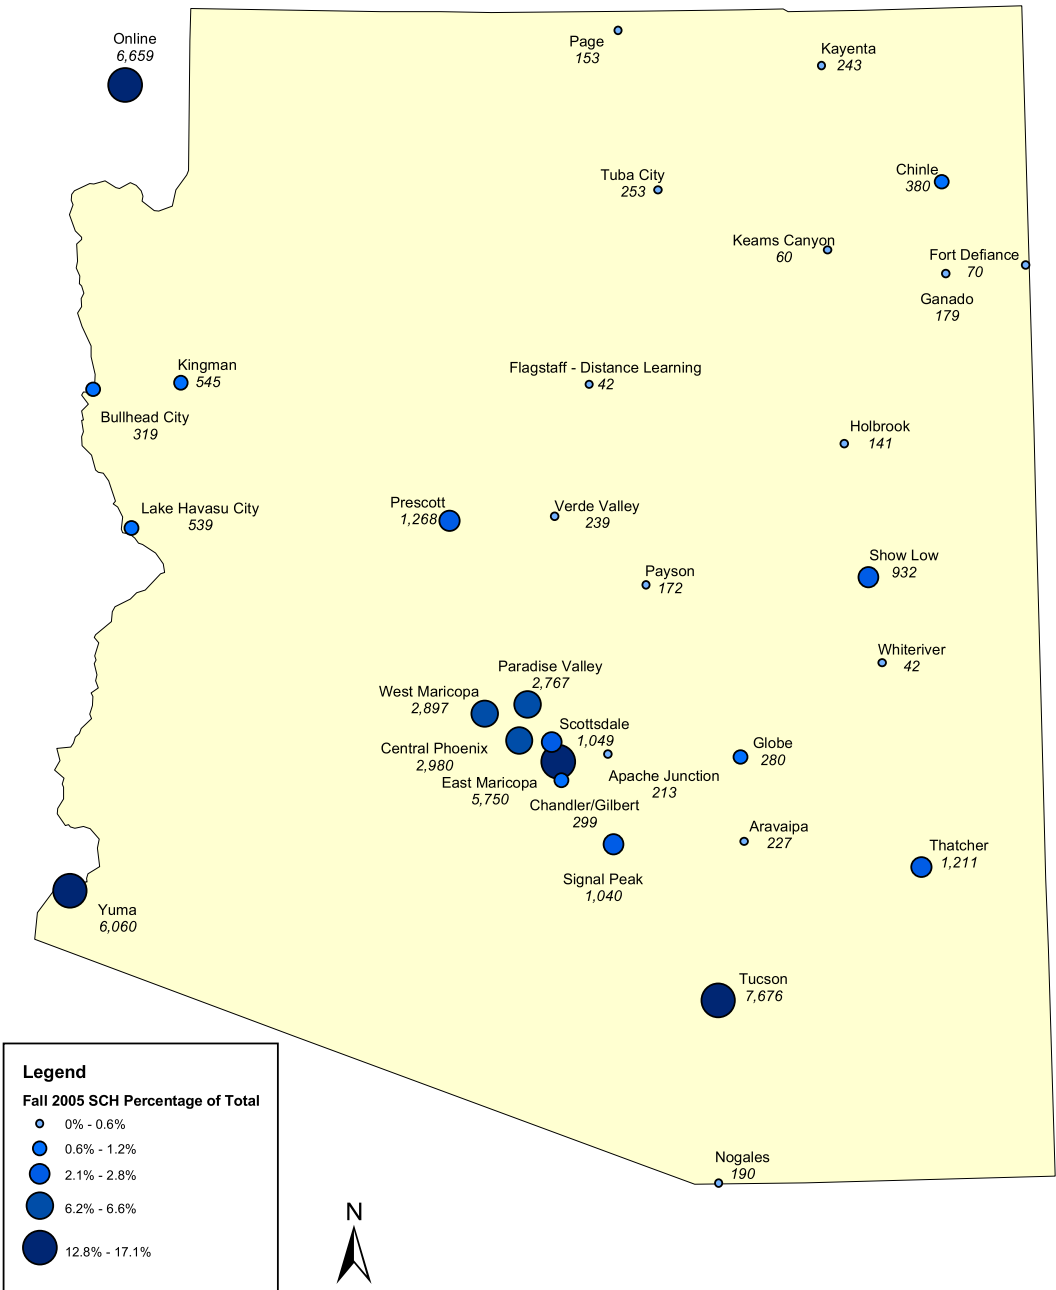 Online
6,659
Page
153
Kayenta
243
Tuba City
253
Chinle
380
Keams Canyon
60
Fort Defiance
70
Ganado
179
Kingman
545
Bullhead City
319
Flagstaff - Distance Learning
42
Holbrook
141
Lake Havasu City
539
Prescott
1,268
Verde Valley
239
Show Low
932
Payson
172
Whiteriver
42
Paradise Valley
2,767
West Maricopa
2,897
Scottsdale
1,049
Central Phoenix
2,980
Globe
280
Apache Junction
213
East Maricopa
5,750
Chandler/Gilbert
299
Aravaipa
227
Thatcher
1,211
Signal Peak
1,040
Yuma
6,060
Tucson
7,676
Nogales
190
Legend
Fall 2005 SCH Percentage of Total
0% - 0.6%
0.6% - 1.2%
2.1% - 2.8%
6.2% - 6.6%
12.8% - 17.1%
N